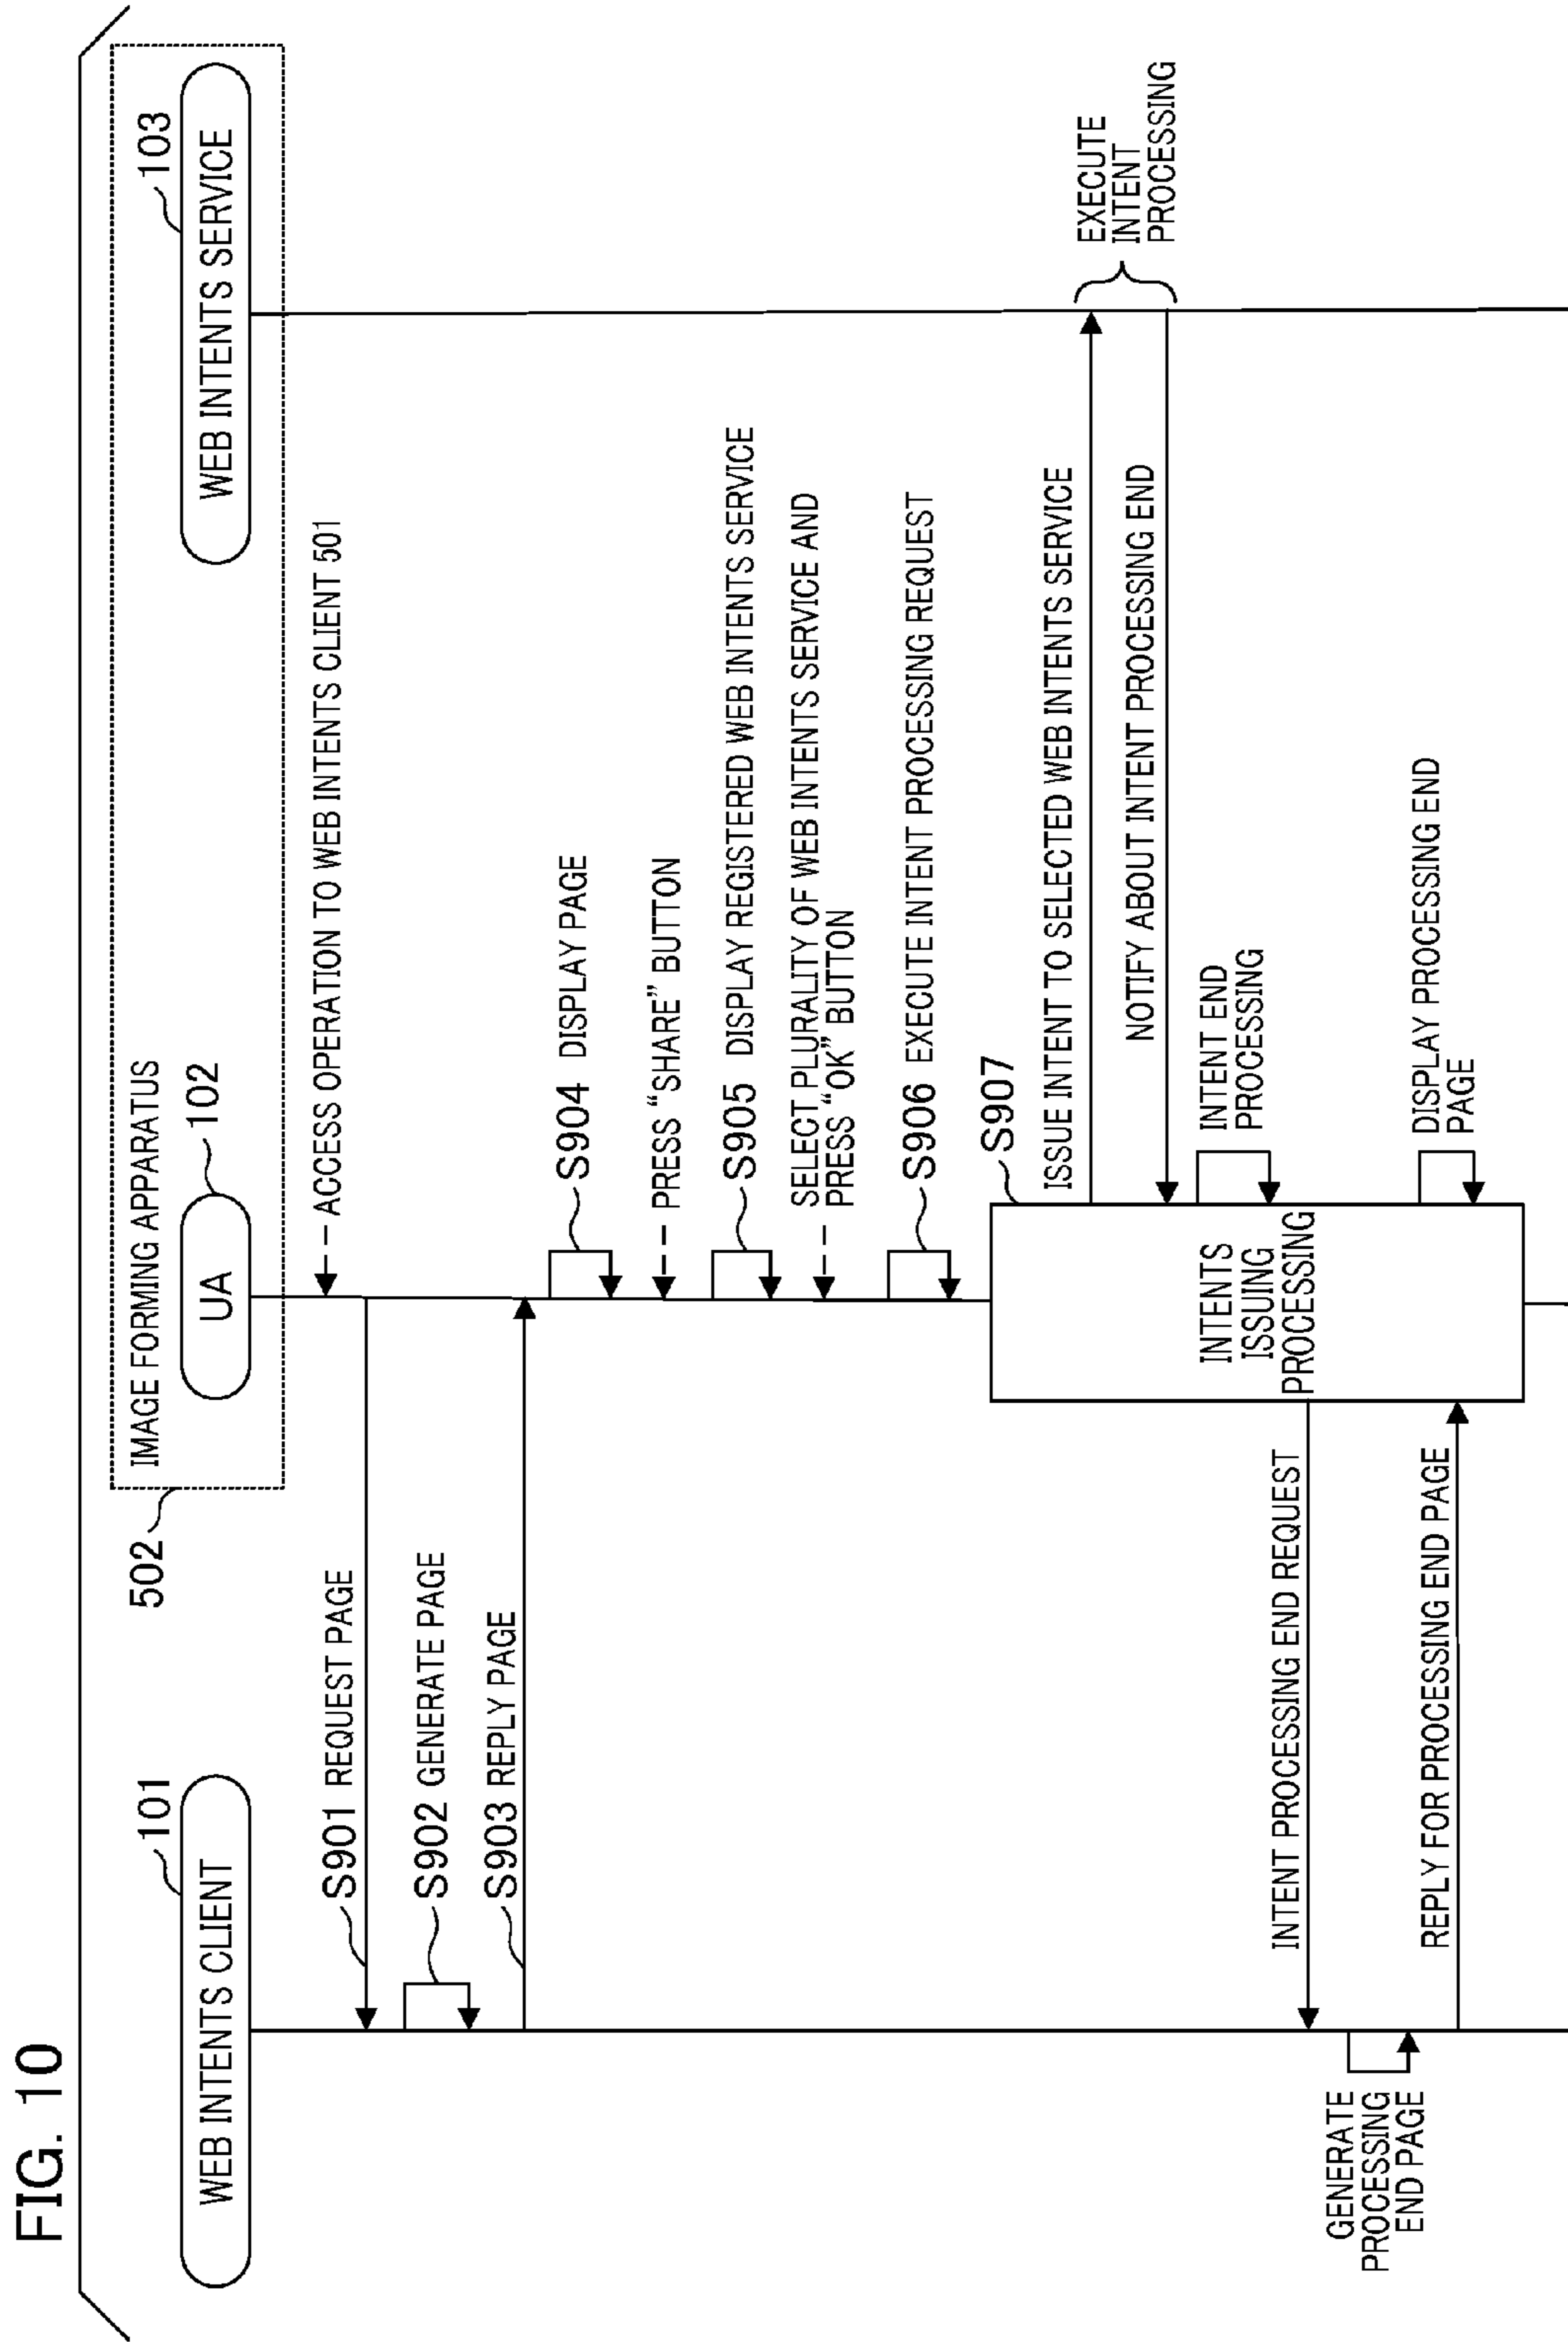 FIG. 10
502
IMAGE FORMING APPARATUS
101
102
103
WEB INTENTS CLIENT
UA
WEB INTENTS SERVICE
ACCESS OPERATION TO WEB INTENTS CLIENT 501
S901 REQUEST PAGE
S902 GENERATE PAGE
S903 REPLY PAGE
S904 DISPLAY PAGE
PRESS “SHARE” BUTTON
S905 DISPLAY REGISTERED WEB INTENTS SERVICE
SELECT PLURALITY OF WEB INTENTS SERVICE AND
PRESS “OK” BUTTON
S906 EXECUTE INTENT PROCESSING REQUEST
S907
ISSUE INTENT TO SELECTED WEB INTENTS SERVICE
EXECUTE
INTENT
PROCESSING
NOTIFY ABOUT INTENT PROCESSING END
INTENTS
ISSUING
PROCESSING
INTENT END
PROCESSING
INTENT PROCESSING END REQUEST
GENERATE
PROCESSING
END PAGE
REPLY FOR PROCESSING END PAGE
DISPLAY PROCESSING END
PAGE